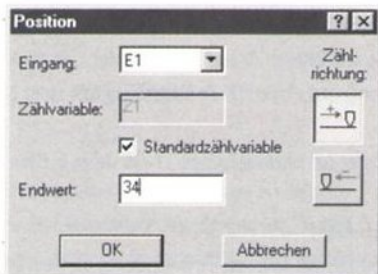 Position
Eingang: E1
Zähl-
richtung:
Zählvariable: Z1
Standardzählvariable
Endwert: 34
OK Abbrechen